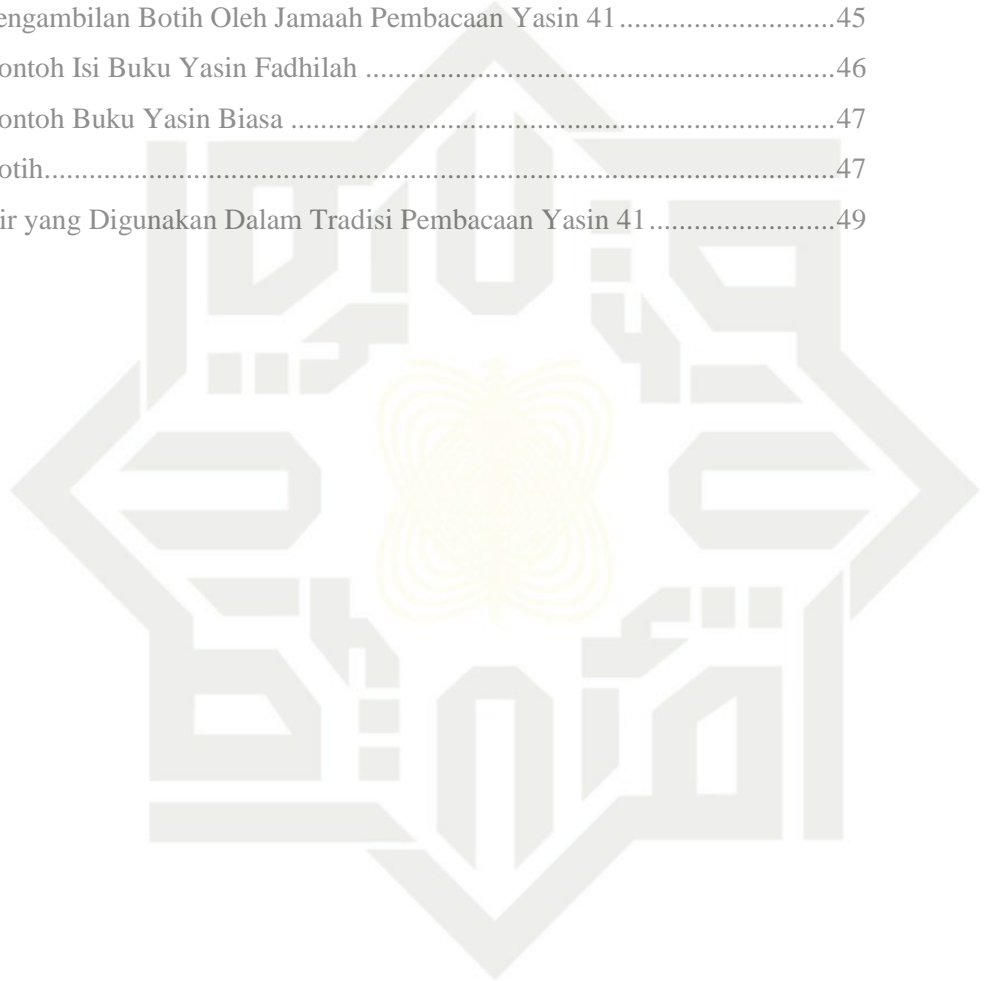 engambilan Botih Oleh Jamaah Pembacaan Yasin 41................................45
ontoh Isi Buku Yasin Fadhilah ........................................................................46
ontoh Buku Yasin Biasa ....................................................................................47
otih.........................................................................................................................47
ir yang Digunakan Dalam Tradisi Pembacaan Yasin 41...........................49